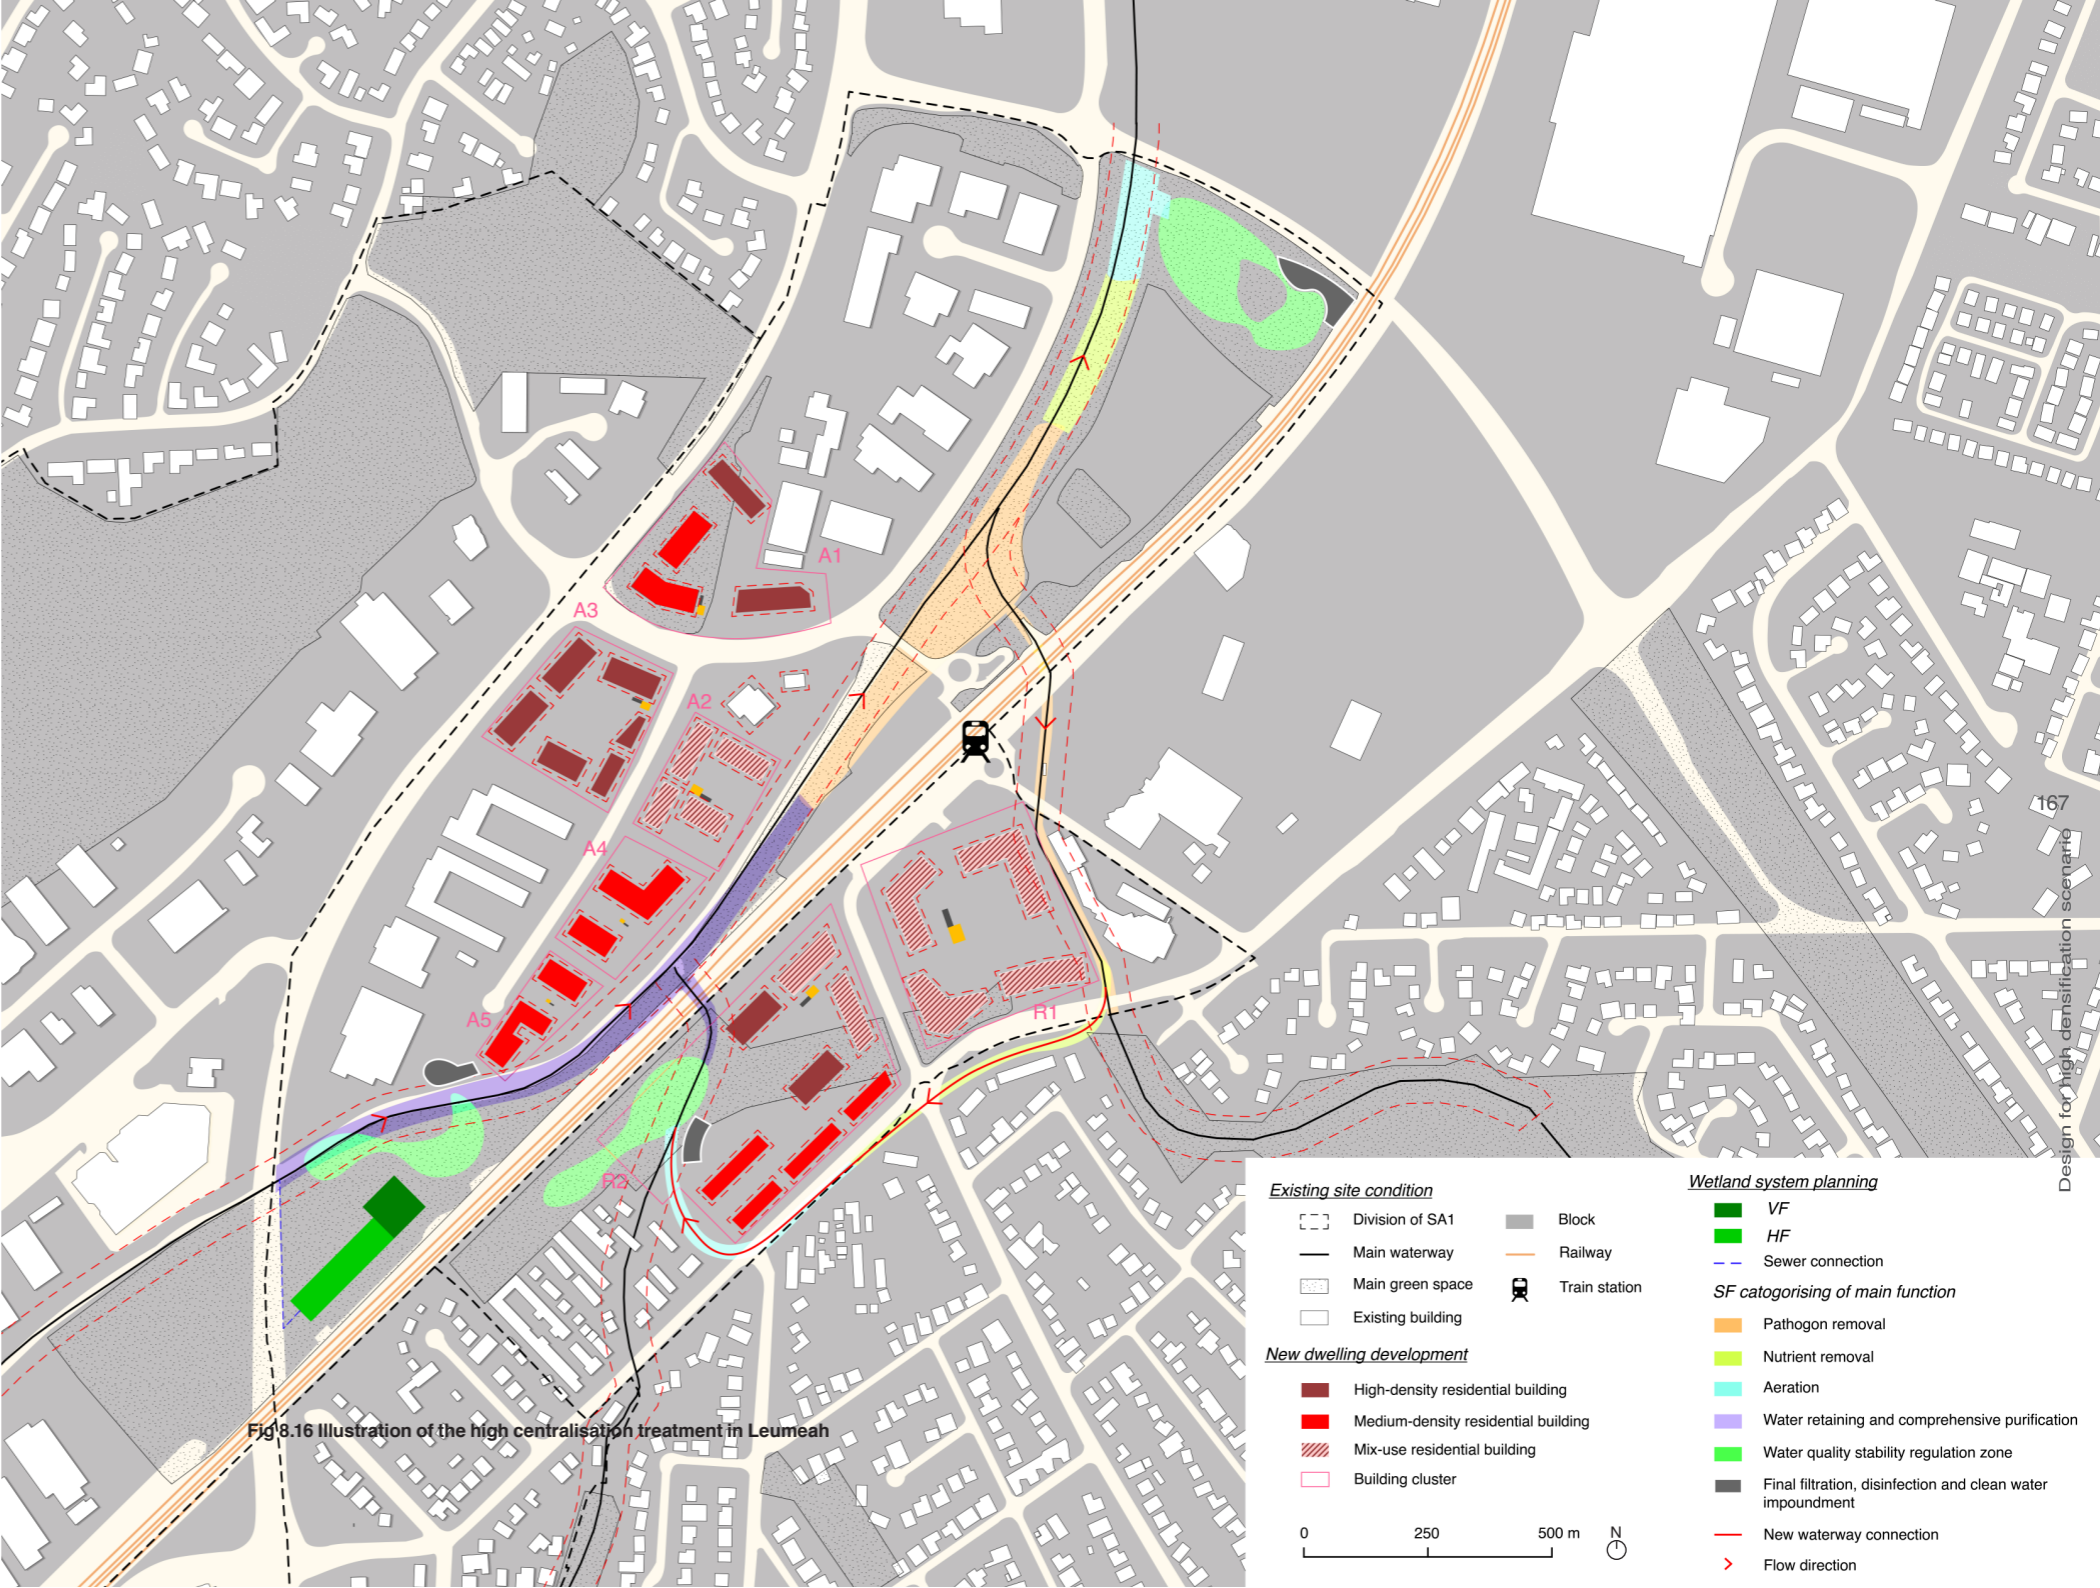 A1
A3
A2
A4
A5
R1
R2
167
Design for high densification scenario
Fig 8.16 Illustration of the high centralisation treatment in Leumeah
Existing site condition
Division of SA1
Block
Main waterway
Railway
Main green space
Train station
Existing building
New dwelling development
High-density residential building
Medium-density residential building
Mix-use residential building
Building cluster
0 250 500 m N
Wetland system planning
VF
HF
Sewer connection
SF catogorising of main function
Pathogon removal
Nutrient removal
Aeration
Water retaining and comprehensive purification
Water quality stability regulation zone
Final filtration, disinfection and clean water
impoundment
New waterway connection
Flow direction